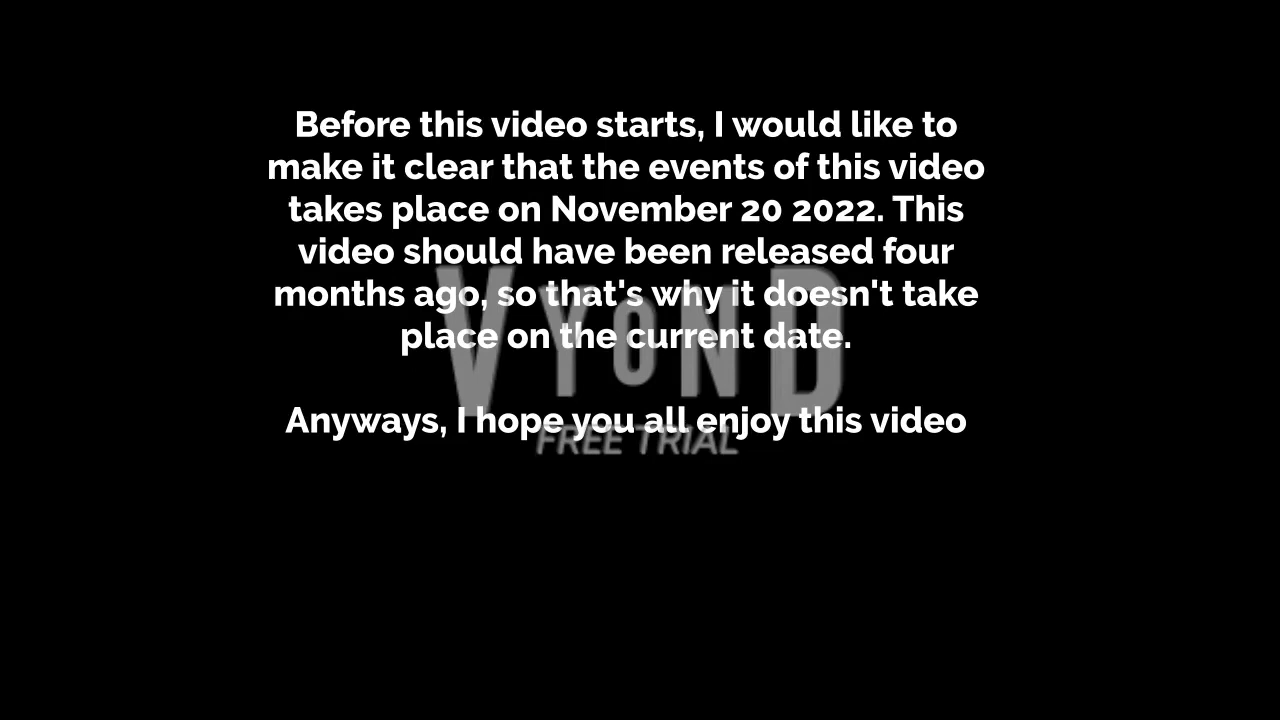 Before this video starts, I would like to
make it clear that the events of this video
takes place on November 20 2022. This
video should have been released four
months ago, so that's why it doesn't take
place on the current date.
Anyways, I hope you all enjoy this video
VYOND
FREE TRIAL